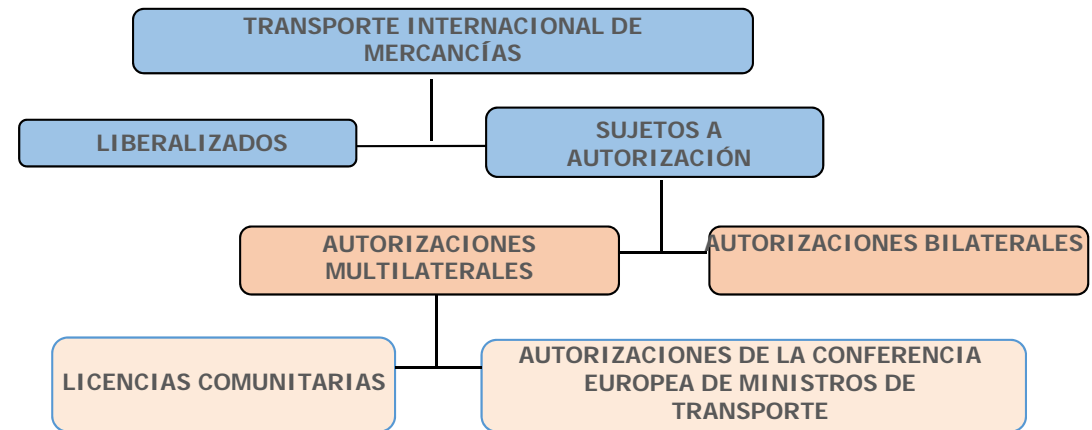 TRANSPORTE INTERNACIONAL DE
MERCANCÍAS
LIBERALIZADOS
SUJETOS A
AUTORIZACIÓN
AUTORIZACIONES
MULTILATERALES
AUTORIZACIONES BILATERALES
LICENCIAS COMUNITARIAS
AUTORIZACIONES DE LA CONFERENCIA
EUROPEA DE MINISTROS DE
TRANSPORTE